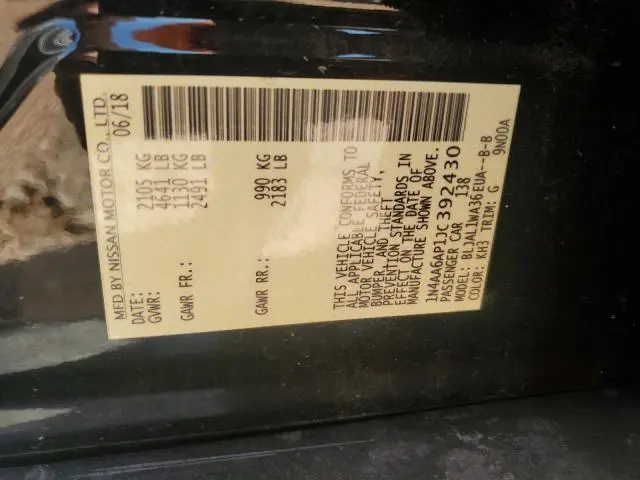 MFD BY NISSAN MOTOR CO., LTD.
DATE: 06/18
GVWR: 2105 KG
4641 LB
GAWR FR.: 1130 KG
2491 LB
GAWR RR.: 990 KG
2183 LB
THIS VEHICLE CONFORMS TO
ALL APPLICABLE FEDERAL
MOTOR VEHICLE SAFETY,
BUMPER, AND THEFT
PREVENTION STANDARDS IN
EFFECT ON THE DATE OF
MANUFACTURE SHOWN ABOVE.
1N4AA6AP1JC392430
PASSENGER CAR 138
MODEL: BLJAL1WA36EUA--B-B
COLOR: KH3 TRIM: G 9N00A